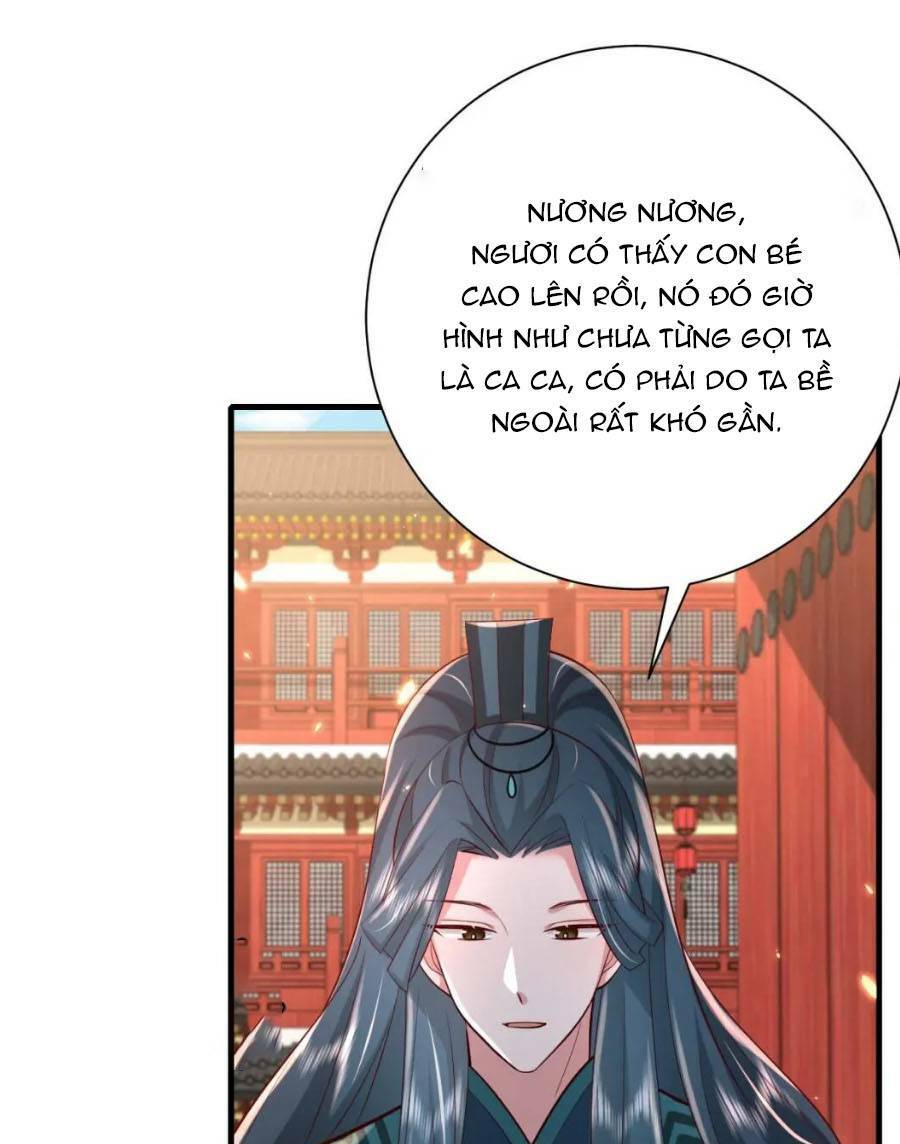 NƯƠNG NƯƠNG,
NGƯƠI CÓ THẤY CON BÉ
CAO LÊN RỒI, NÓ ĐÓ GIỜ
HÌNH NHƯ CHƯA TỪNG GỌI TA
LÀ CA CA, CÓ PHẢI DO TA BỀ
NGOÀI RẤT KHÓ GẦN.